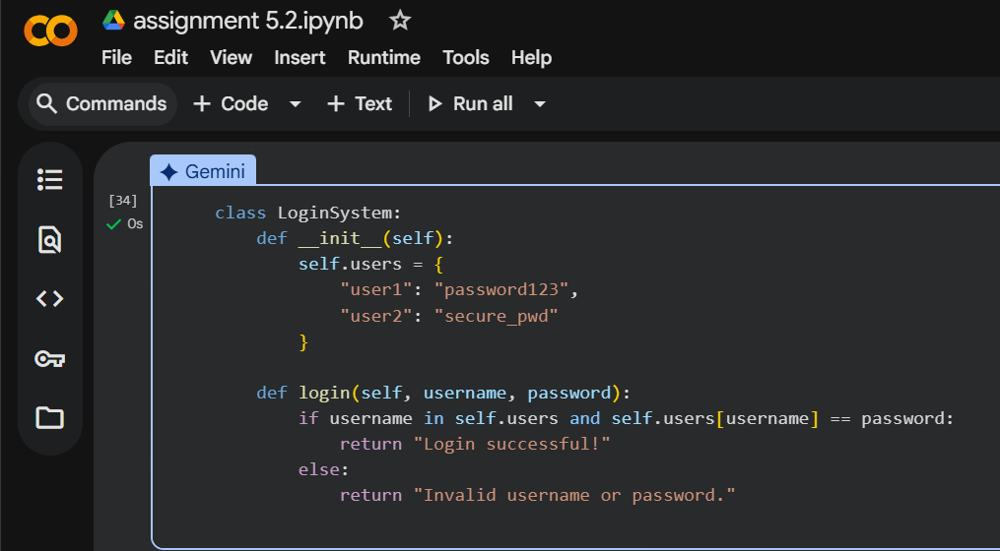 assignment 5.2.ipynb
File Edit View Insert Runtime Tools Help
Commands + Code + Text Run all
Gemini
[34]
0s
class LoginSystem:
    def __init__(self):
        self.users = {
            "user1": "password123",
            "user2": "secure_pwd"
        }
    def login(self, username, password):
        if username in self.users and self.users[username] == password:
            return "Login successful!"
        else:
            return "Invalid username or password."